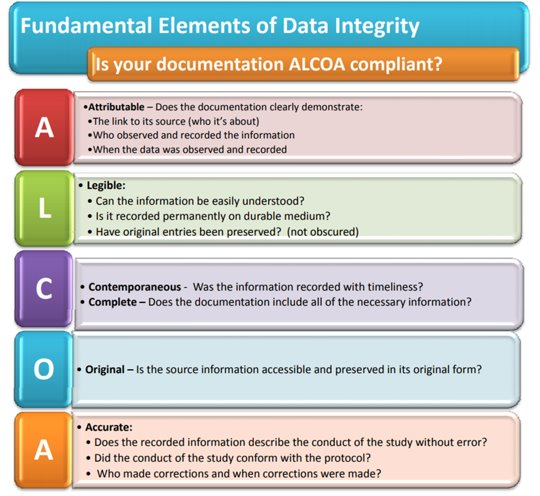 Fundamental Elements of Data Integrity
Is your documentation ALCOA compliant?
A
•Attributable – Does the documentation clearly demonstrate:
•The link to its source (who it's about)
•Who observed and recorded the information
•When the data was observed and recorded
L
• Legible:
• Can the information be easily understood?
• Is it recorded permanently on durable medium?
• Have original entries been preserved? (not obscured)
C
• Contemporaneous - Was the information recorded with timeliness?
• Complete – Does the documentation include all of the necessary information?
O
• Original – Is the source information accessible and preserved in its original form?
A
• Accurate:
• Does the recorded information describe the conduct of the study without error?
• Did the conduct of the study conform with the protocol?
• Who made corrections and when corrections were made?